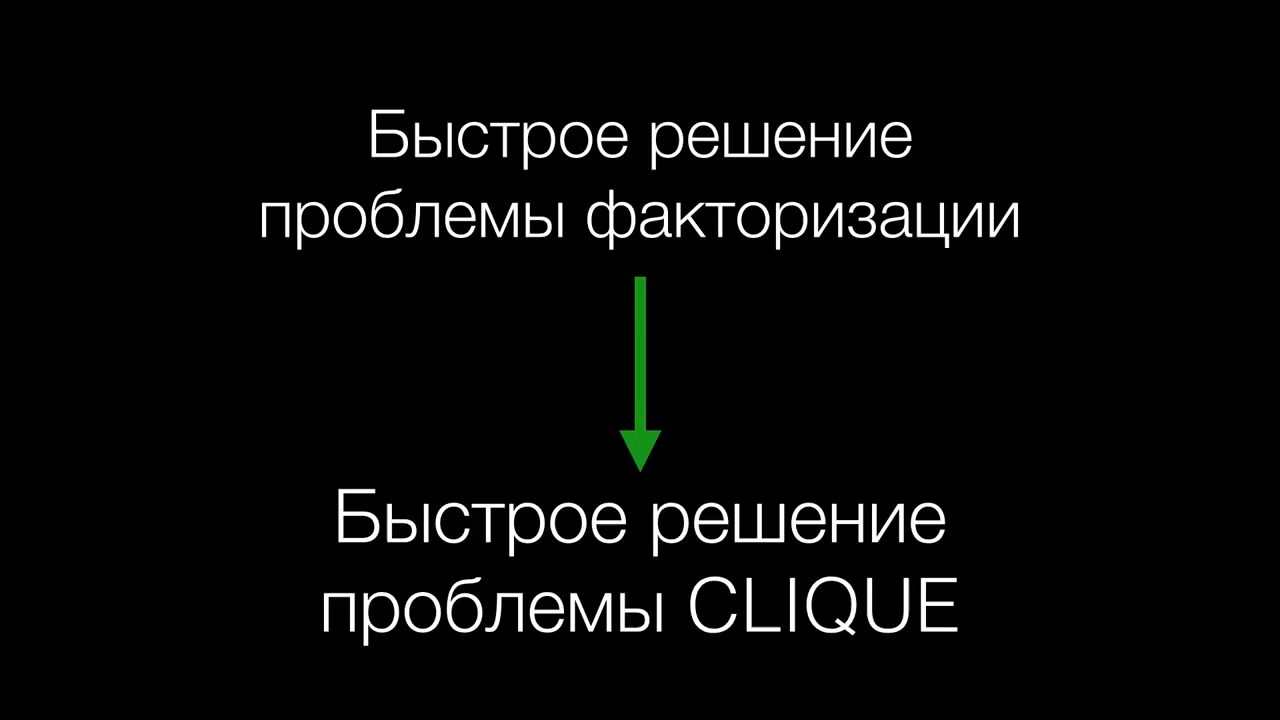 Быстрое решение
проблемы факторизации
Быстрое решение
проблемы CLIQUE